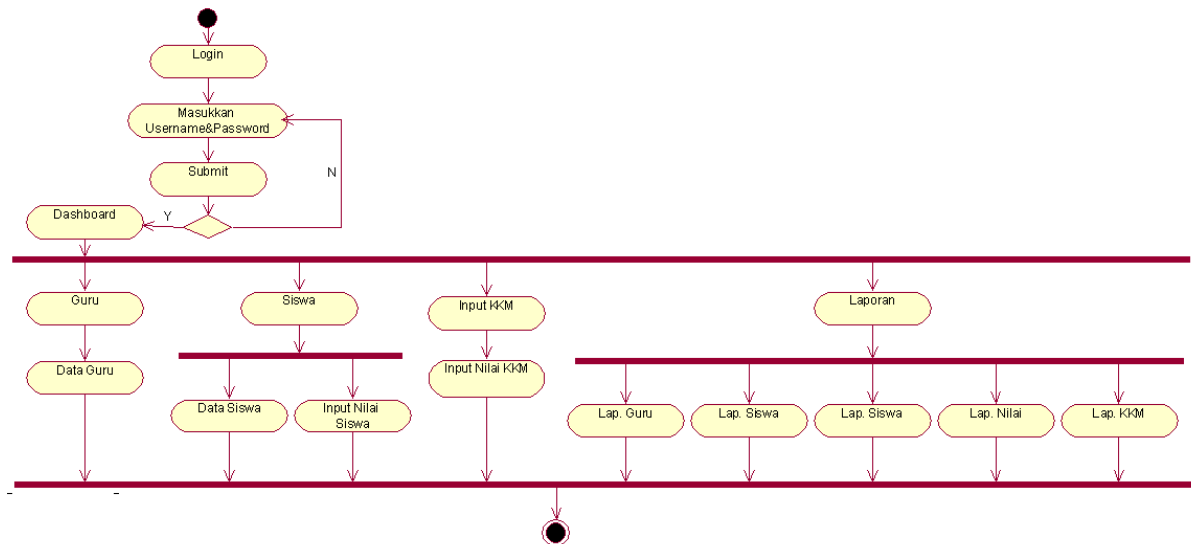 Login
Masukkan
Username&Password
Submit
N
Y
Dashboard
Guru
Siswa
Input KKM
Laporan
Data Guru
Input Nilai KKM
Data Siswa
Input Nilai
Siswa
Lap. Guru
Lap. Siswa
Lap. Siswa
Lap. Nilai
Lap. KKM